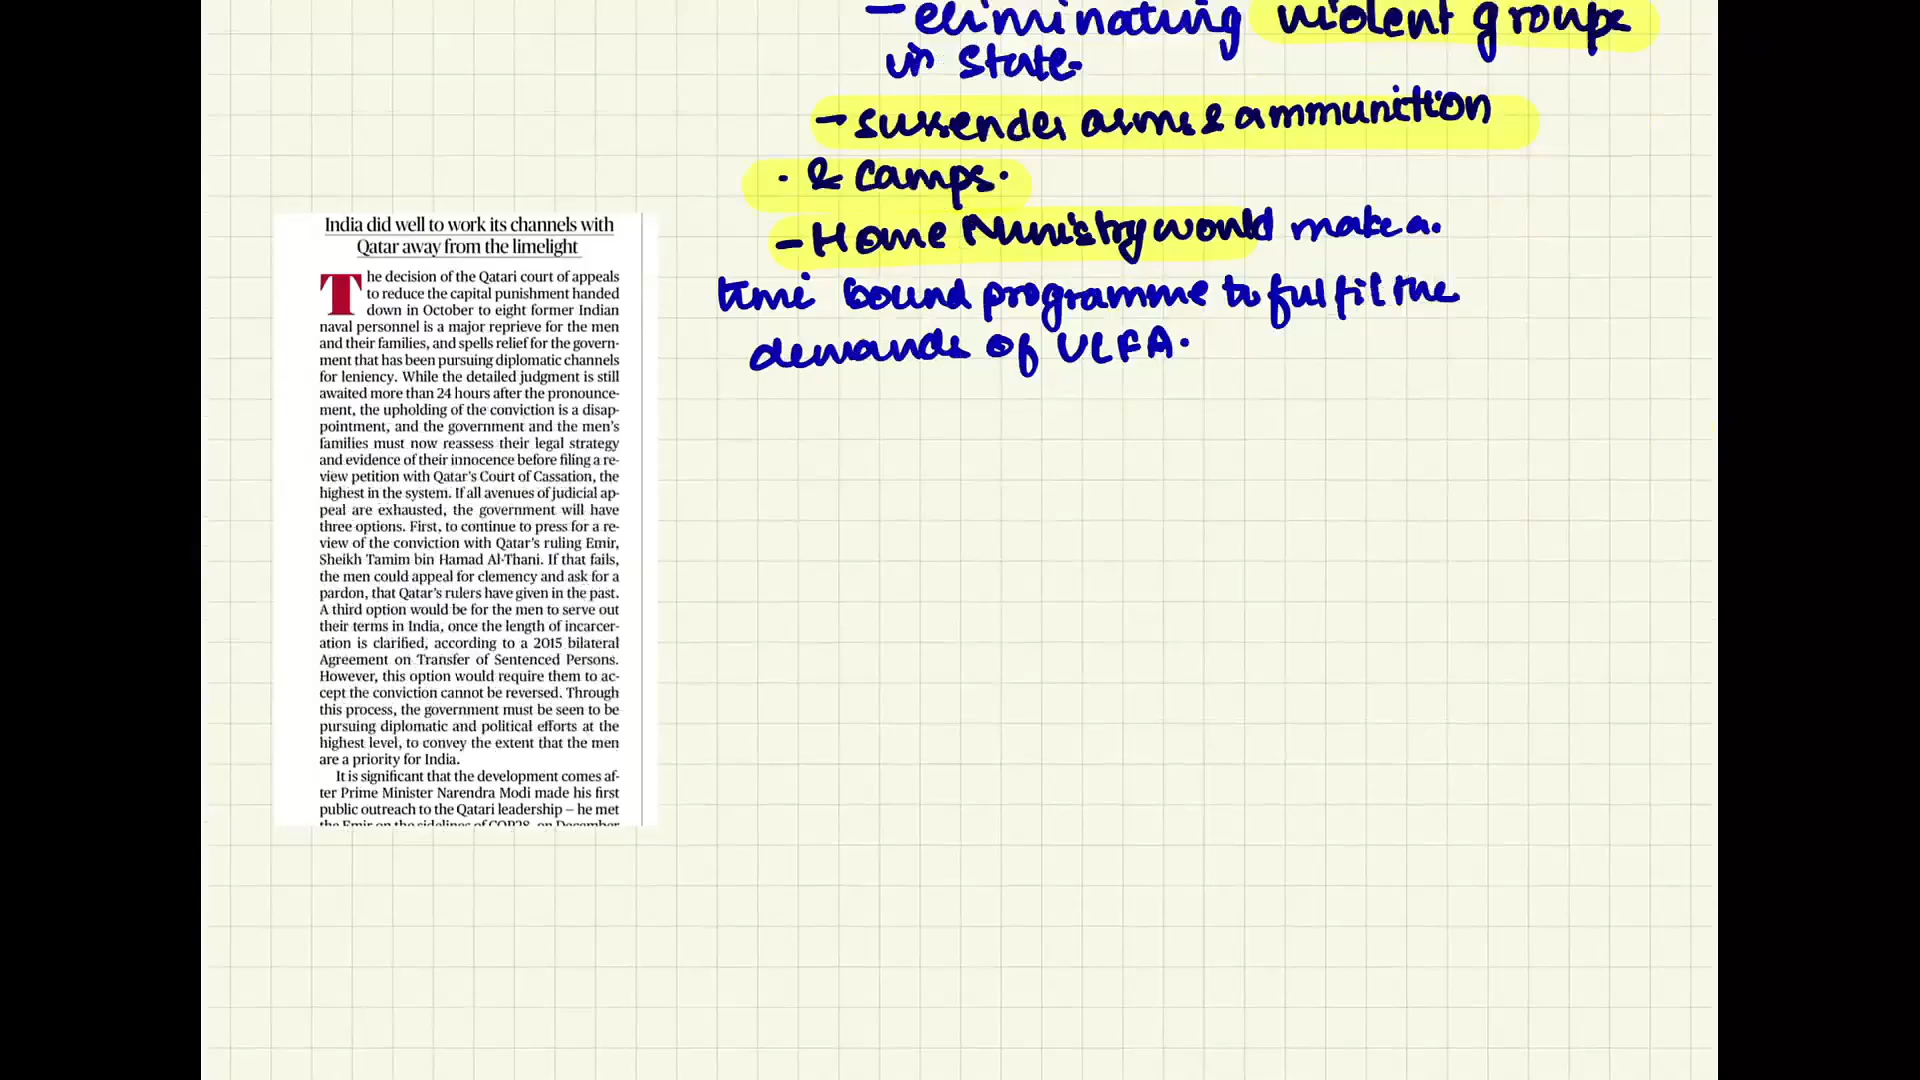 - eliminating violent groups
in state.
- surrender arms & ammunition
& camps.
- Home Ministry would make a
time bound programme to fulfil the
demands of ULFA.
India did well to work its channels with
Qatar away from the limelight
The decision of the Qatari court of appeals
to reduce the capital punishment handed
down in October to eight former Indian
naval personnel is a major reprieve for the men
and their families, and spells relief for the govern-
ment that has been pursuing diplomatic channels
for leniency. While the detailed judgment is still
awaited more than 24 hours after the pronounce-
ment, the upholding of the conviction is a disap-
pointment, and the government and the men's
families must now reassess their legal strategy
and evidence of their innocence before filing a re-
view petition with Qatar's Court of Cassation, the
highest in the system. If all avenues of judicial ap-
peal are exhausted, the government will have
three options. First, to continue to press for a re-
view of the conviction with Qatar's ruling Emir,
Sheikh Tamim bin Hamad Al-Thani. If that fails,
the men could appeal for clemency and ask for a
pardon, that Qatar's rulers have given in the past.
A third option would be for the men to serve out
their terms in India, once the length of incarcer-
ation is clarified, according to a 2015 bilateral
Agreement on Transfer of Sentenced Persons.
However, this option would require them to ac-
cept the conviction cannot be reversed. Through
this process, the government must be seen to be
pursuing diplomatic and political efforts at the
highest level, to convey the extent that the men
are a priority for India.
It is significant that the development comes af-
ter Prime Minister Narendra Modi made his first
public outreach to the Qatari leadership – he met
the Emir on the sidelines of COP28, on December